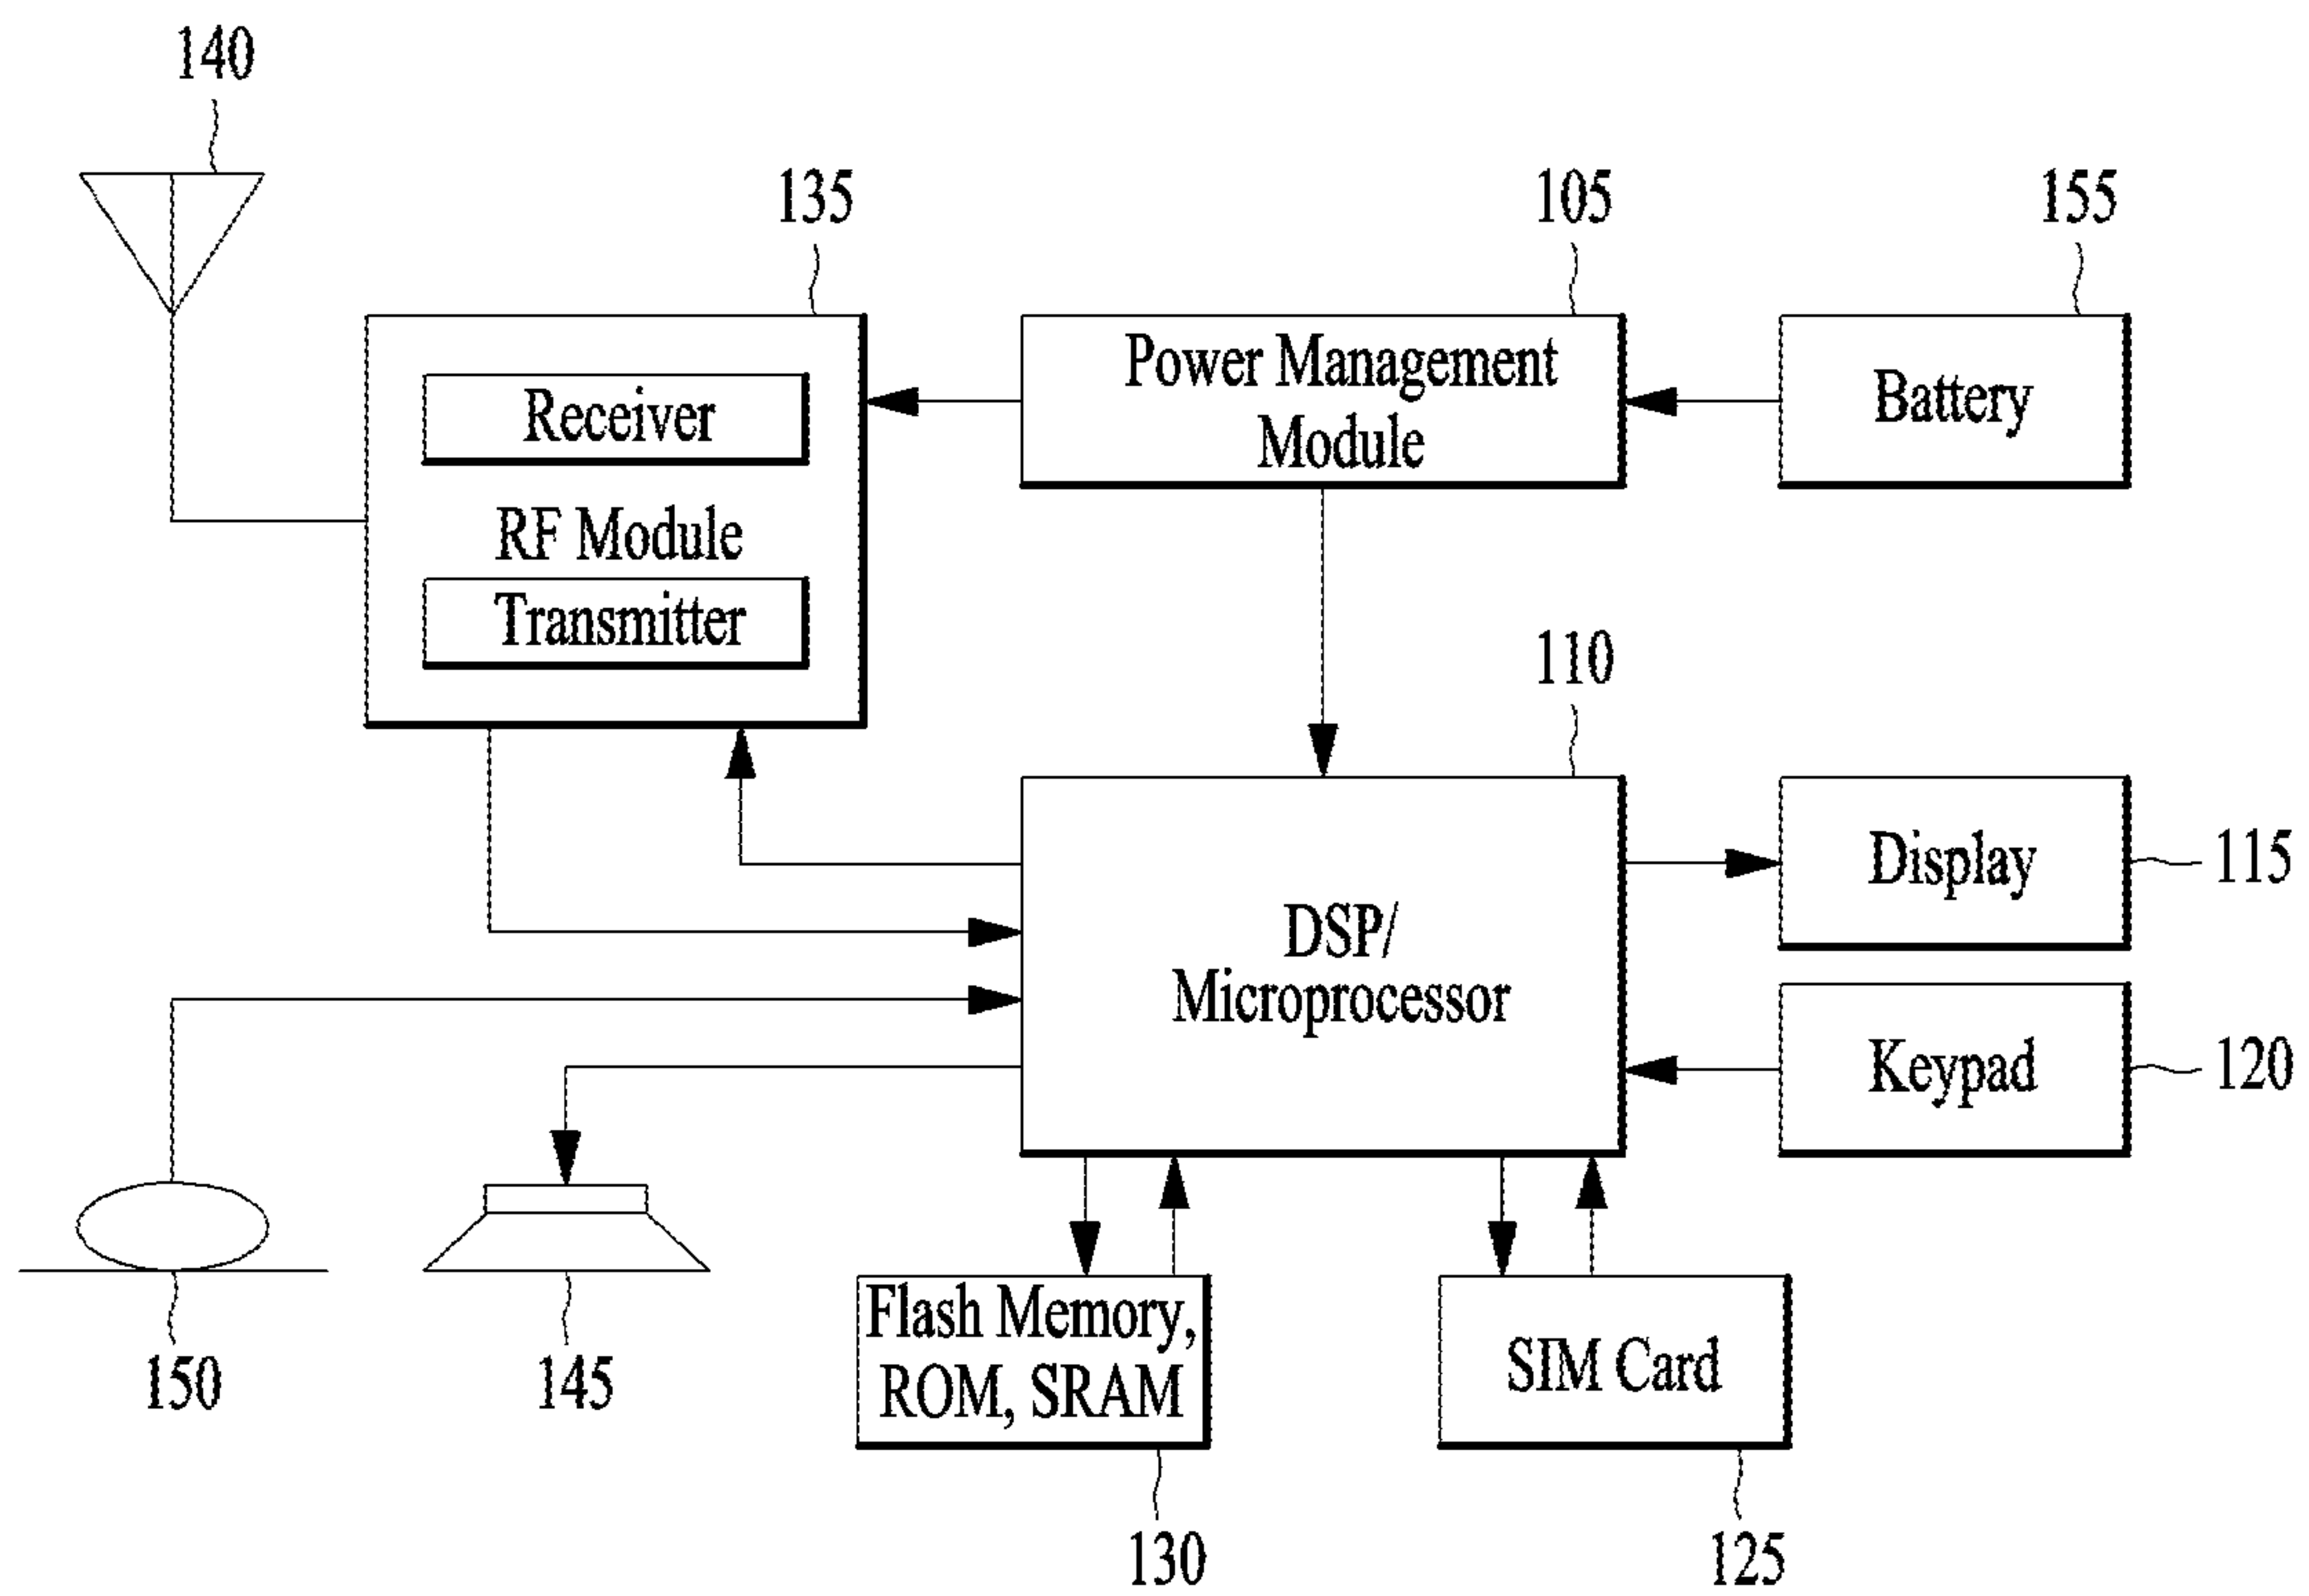 140
135
105
155
Receiver
RF Module
Transmitter
Power Management
Module
Battery
110
DSP/
Microprocessor
Display
115
Keypad
120
150
145
Flash Memory,
ROM, SRAM
SIM Card
130
125